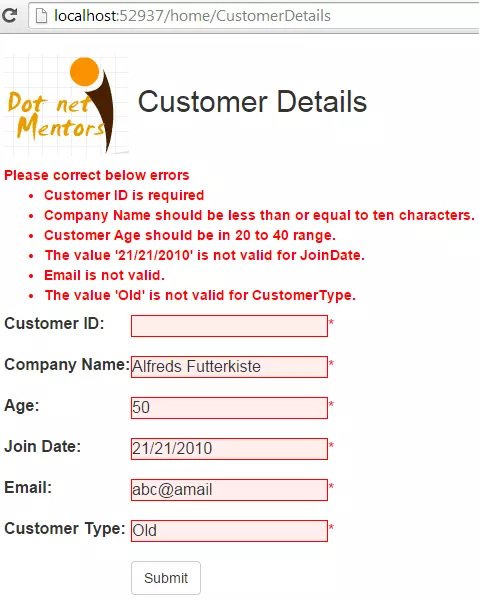 localhost:52937/home/CustomerDetails
Dot net
Mentors
Customer Details
Please correct below errors
• Customer ID is required
• Company Name should be less than or equal to ten characters.
• Customer Age should be in 20 to 40 range.
• The value '21/21/2010' is not valid for JoinDate.
• Email is not valid.
• The value 'Old' is not valid for CustomerType.
Customer ID: *
Company Name: Alfreds Futterkiste *
Age: 50 *
Join Date: 21/21/2010 *
Email: abc@amail *
Customer Type: Old *
Submit